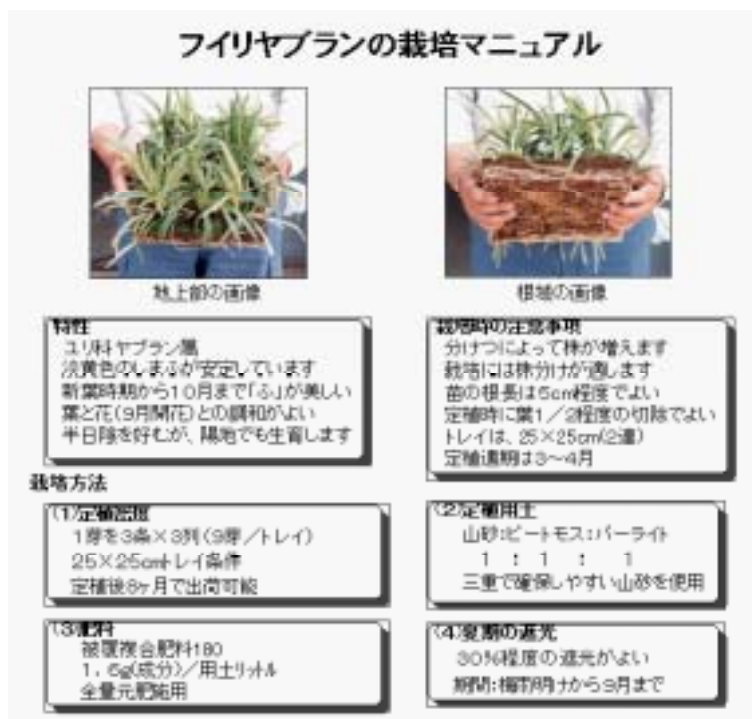 フイリヤブランの栽培マニュアル
地上部の画像
根域の画像
特性
ユリ科ヤブラン属
淡黄色のしまふが安定しています
新葉時期から10月まで「ふ」が美しい
葉と花(9月開花)との調和がよい
半日陰を好むが、陽地でも生育します
栽培時の注意事項
分けつによって株が増えます
栽培には株分けが適します
苗の根長は5cm程度でよい
定植時に葉1/2程度の切除でよい
トレイは、25×25cm(2連)
定植適期は3~4月
栽培方法
(1)定植密度
1芽を3条×3列(9芽/トレイ)
25×25cmトレイ条件
定植後8ヶ月で出荷可能
(2)定植用土
山砂:ピートモス:パーライト
1 : 1 : 1
三重で確保しやすい山砂を使用
(3)肥料
被覆複合肥料180
1.5g(成分)/用土リットル
全量元肥施用
(4)夏期の遮光
30%程度の遮光がよい
期間:梅雨明けから9月まで